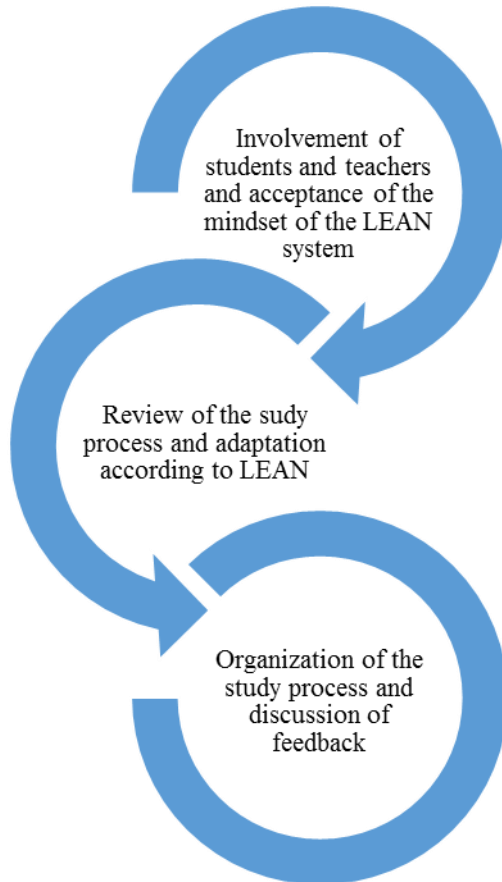 Involvement of
students and teachers
and acceptance of the
mindset of the LEAN
system
Review of the sudy
process and adaptation
according to LEAN
Organization of the
study process and
discussion of
feedback